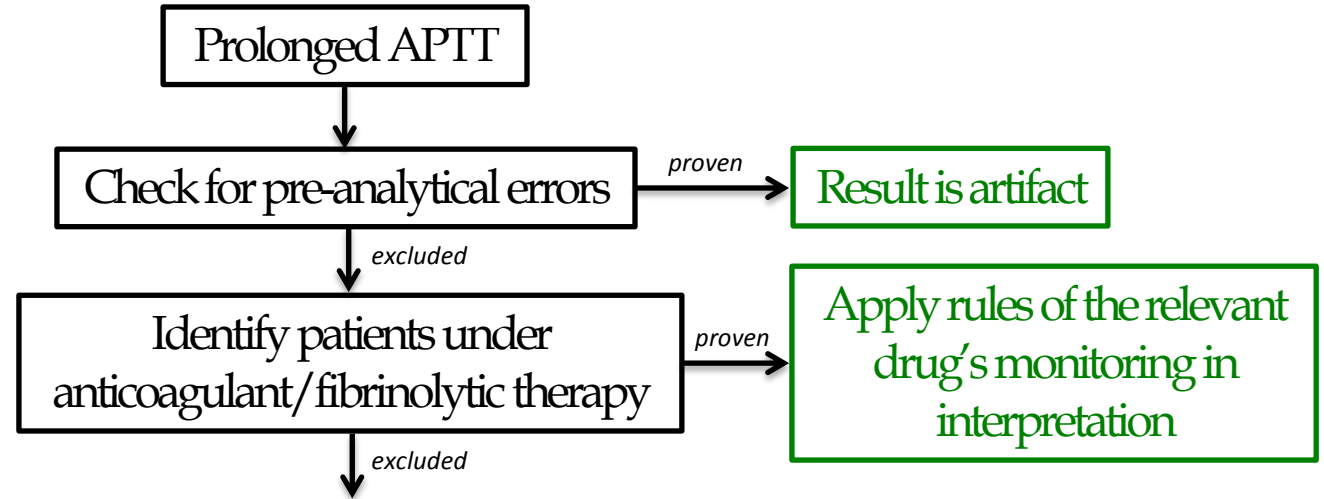 Prolonged APTT
Check for pre-analytical errors
proven
Result is artifact
excluded
Identify patients under
anticoagulant/fibrinolytic therapy
proven
Apply rules of the relevant
drug's monitoring in
interpretation
excluded